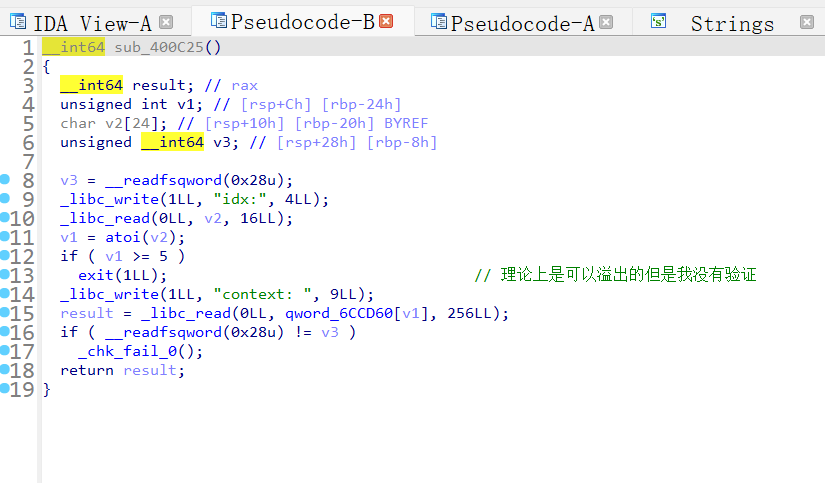 IDA View-A Pseudocode-B Pseudocode-A Strings
1 __int64 sub_400C25()
2 {
3 __int64 result; // rax
4 unsigned int v1; // [rsp+Ch] [rbp-24h]
5 char v2[24]; // [rsp+10h] [rbp-20h] BYREF
6 unsigned __int64 v3; // [rsp+28h] [rbp-8h]
7
8 v3 = __readfsqword(0x28u);
9 _libc_write(1LL, "idx:", 4LL);
10 _libc_read(0LL, v2, 16LL);
11 v1 = atoi(v2);
12 if ( v1 >= 5 )
13 exit(1LL); // 理论上是可以溢出的但是我没有验证
14 _libc_write(1LL, "context: ", 9LL);
15 result = _libc_read(0LL, qword_6CCD60[v1], 256LL);
16 if ( __readfsqword(0x28u) != v3 )
17 _chk_fail_0();
18 return result;
19 }